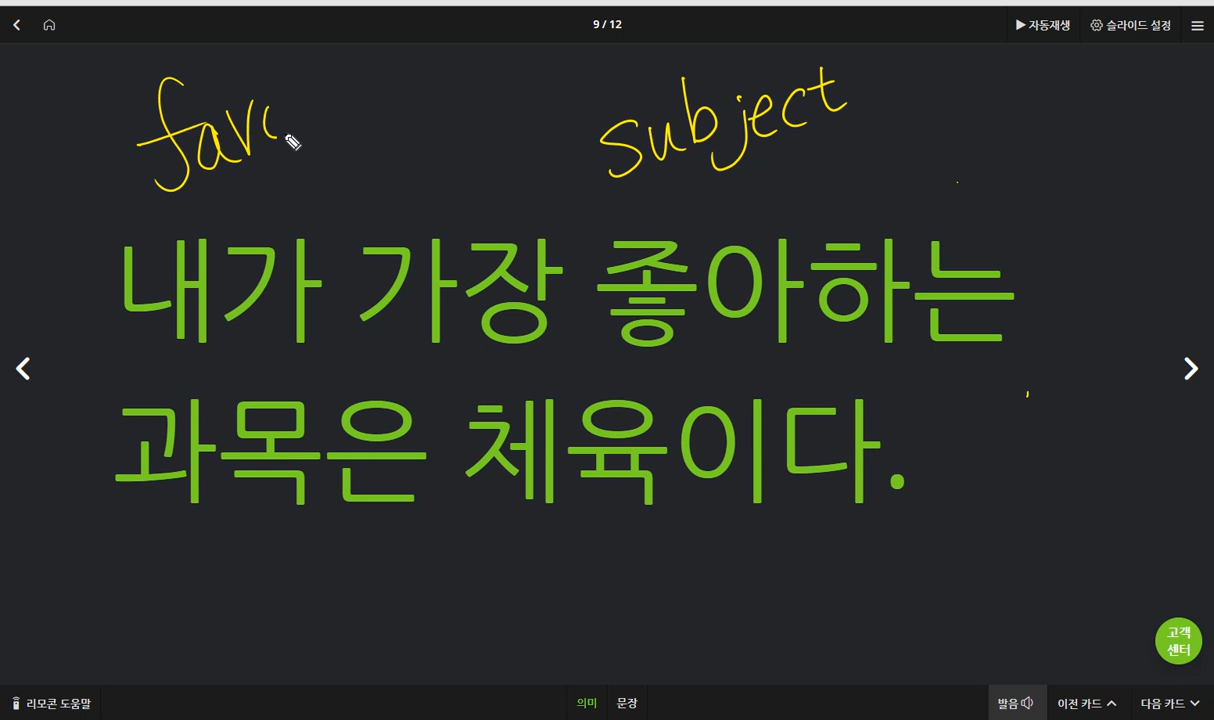 9 / 12
자동재생
슬라이드 설정
subject
내가 가장 좋아하는
과목은 체육이다.
고객
센터
리모콘 도움말
의미
문장
발음
이전 카드
다음 카드